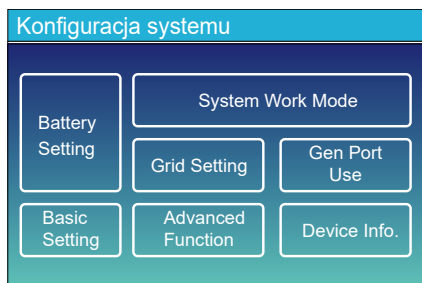 Konfiguracja systemu
Battery
Setting
System Work Mode
Grid Setting
Gen Port
Use
Basic
Setting
Advanced
Function
Device Info.